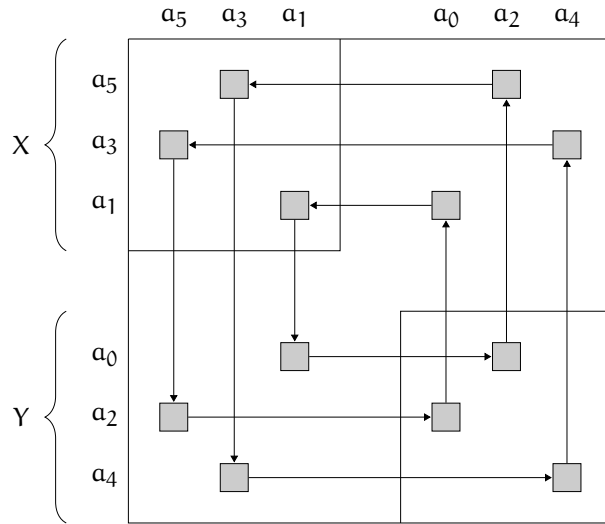 a₅ a₃ a₁ a₀ a₂ a₄
a₅
X a₃
a₁
a₀
Y a₂
a₄